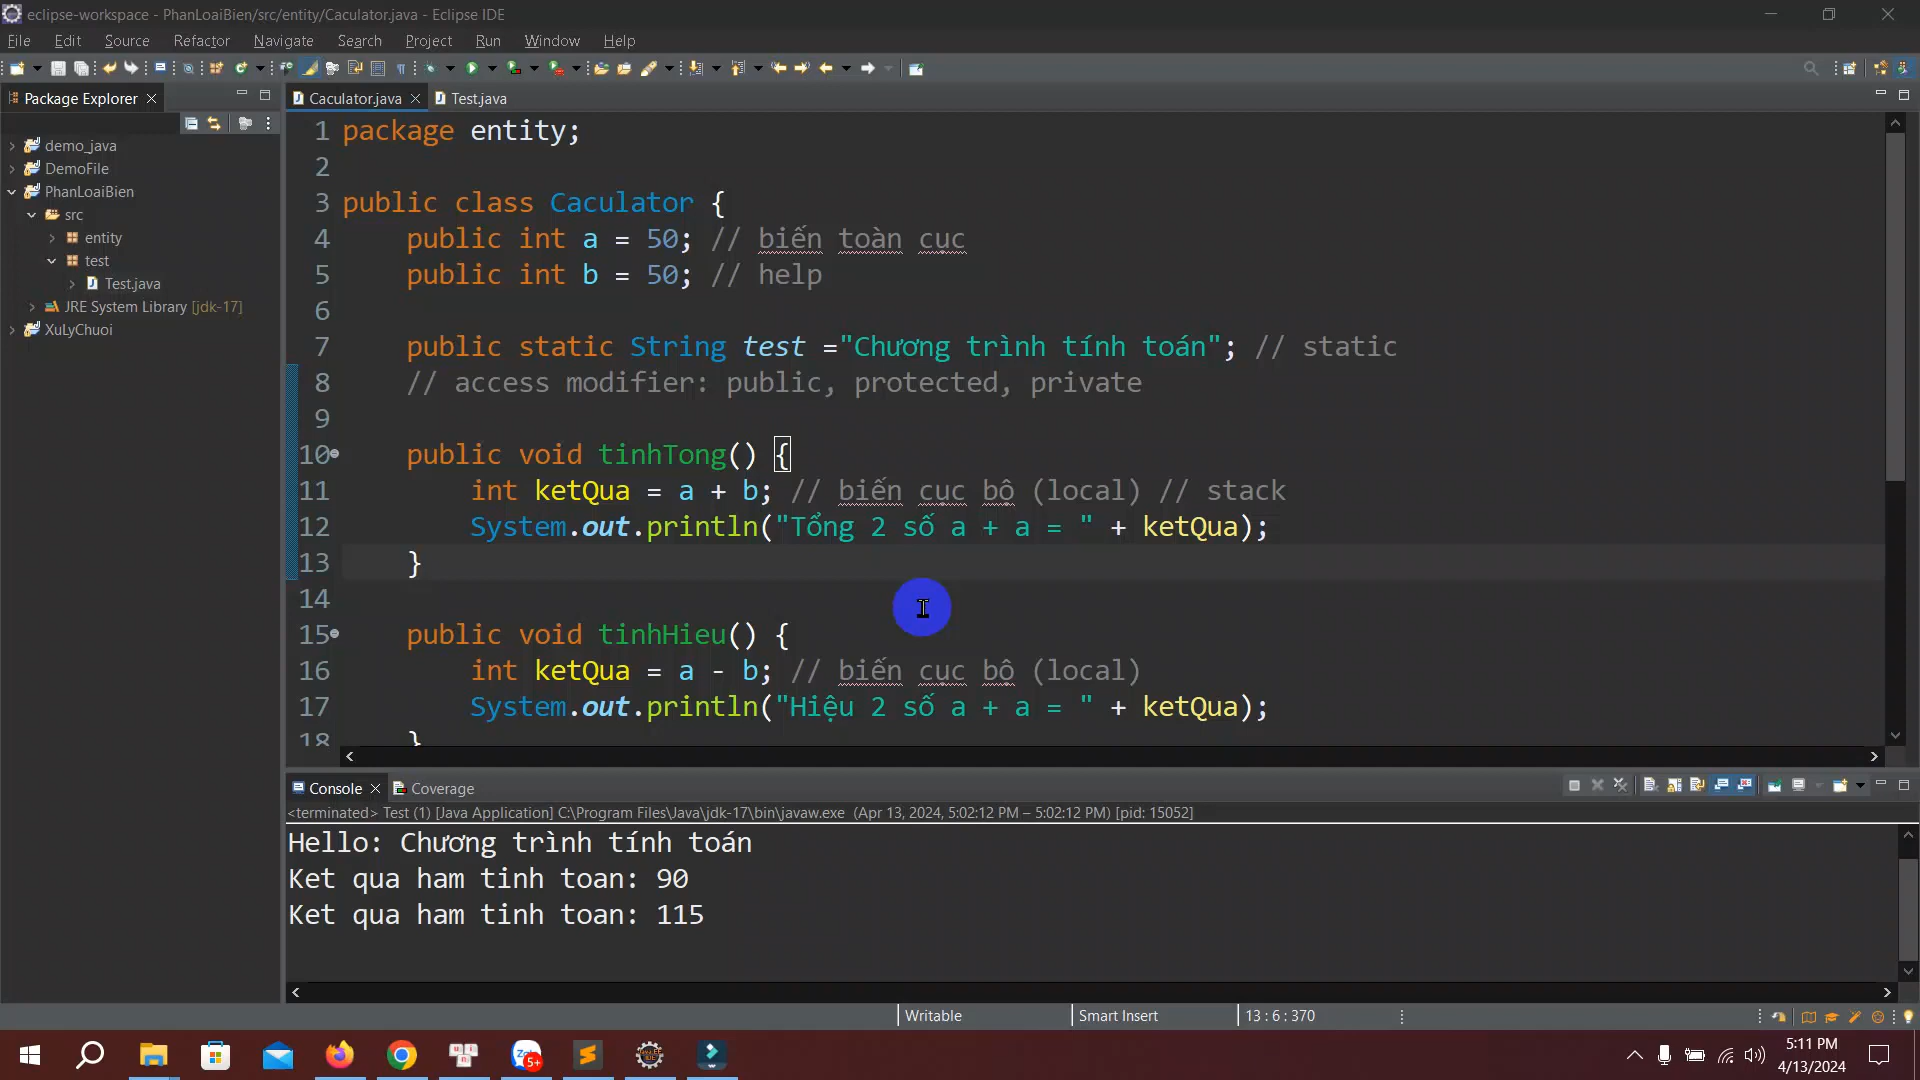 eclipse-workspace - PhanLoaiBien/src/entity/Caculator.java - Eclipse IDE
File Edit Source Refactor Navigate Search Project Run Window Help
Package Explorer
demo_java
DemoFile
PhanLoaiBien
src
entity
test
Test.java
JRE System Library [jdk-17]
XuLyChuoi
Caculator.java Test.java
1 package entity;
2
3 public class Caculator {
4 public int a = 50; // biến toàn cục
5 public int b = 50; // help
6
7 public static String test ="Chương trình tính toán"; // static
8 // access modifier: public, protected, private
9
10 public void tinhTong() {
11 int ketQua = a + b; // biến cục bộ (local) // stack
12 System.out.println("Tổng 2 số a + a = " + ketQua);
13 }
14
15 public void tinhHieu() {
16 int ketQua = a - b; // biến cục bộ (local)
17 System.out.println("Hiệu 2 số a + a = " + ketQua);
18 }
Console Coverage
<terminated> Test (1) [Java Application] C:\Program Files\Java\jdk-17\bin\javaw.exe (Apr 13, 2024, 5:02:12 PM – 5:02:12 PM) [pid: 15052]
Hello: Chương trình tính toán
Ket qua ham tinh toan: 90
Ket qua ham tinh toan: 115
Writable Smart Insert 13 : 6 : 370
5+
5:11 PM
4/13/2024